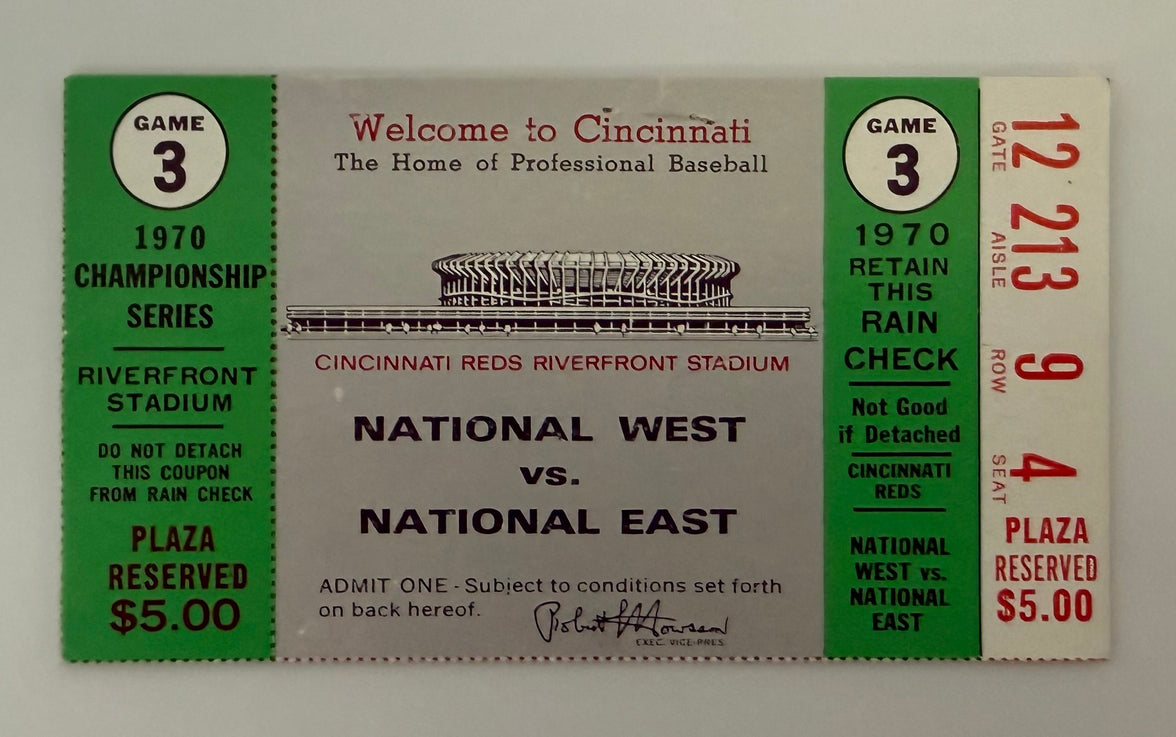 GAME
3
1970
CHAMPIONSHIP
SERIES
RIVERFRONT
STADIUM
DO NOT DETACH
THIS COUPON
FROM RAIN CHECK
PLAZA
RESERVED
$5.00
Welcome to Cincinnati
The Home of Professional Baseball
CINCINNATI REDS RIVERFRONT STADIUM
NATIONAL WEST
vs.
NATIONAL EAST
ADMIT ONE - Subject to conditions set forth
on back hereof.
EXEC. VICE-PRES.
GAME
3
1970
RETAIN
THIS
RAIN
CHECK
Not Good
if Detached
CINCINNATI
REDS
NATIONAL
WEST vs.
NATIONAL
EAST
12 213 9 4
GATE AISLE ROW SEAT
PLAZA
RESERVED
$5.00